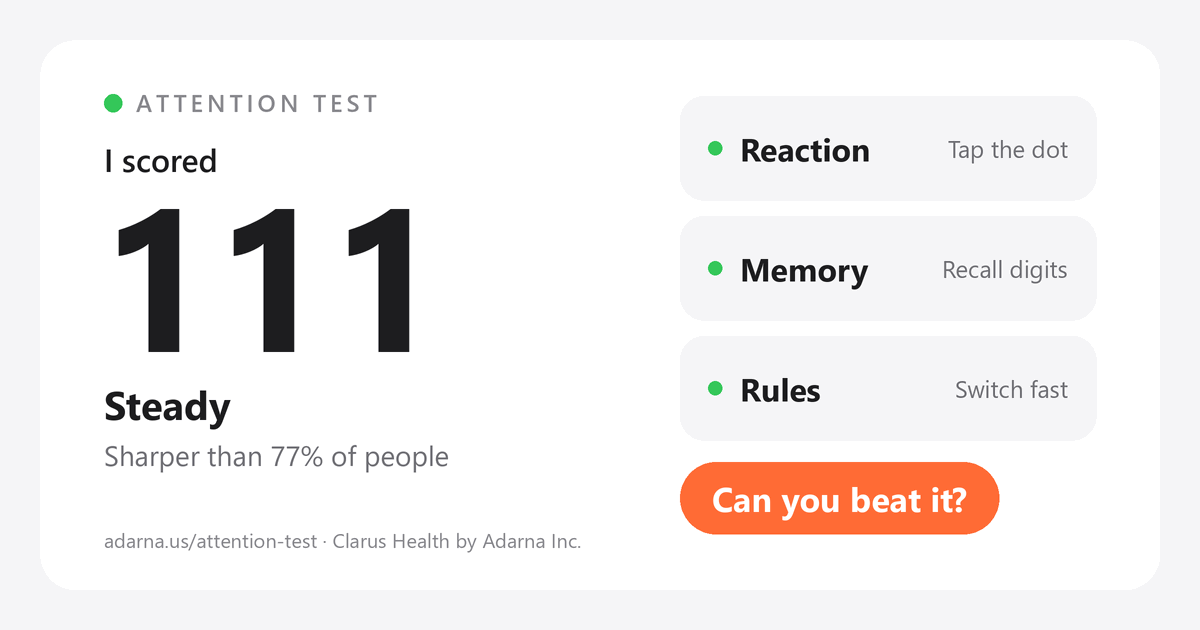 ATTENTION TEST
I scored
111
Steady
Sharper than 77% of people
adarna.us/attention-test · Clarus Health by Adarna Inc.
Reaction Tap the dot
Memory Recall digits
Rules Switch fast
Can you beat it?